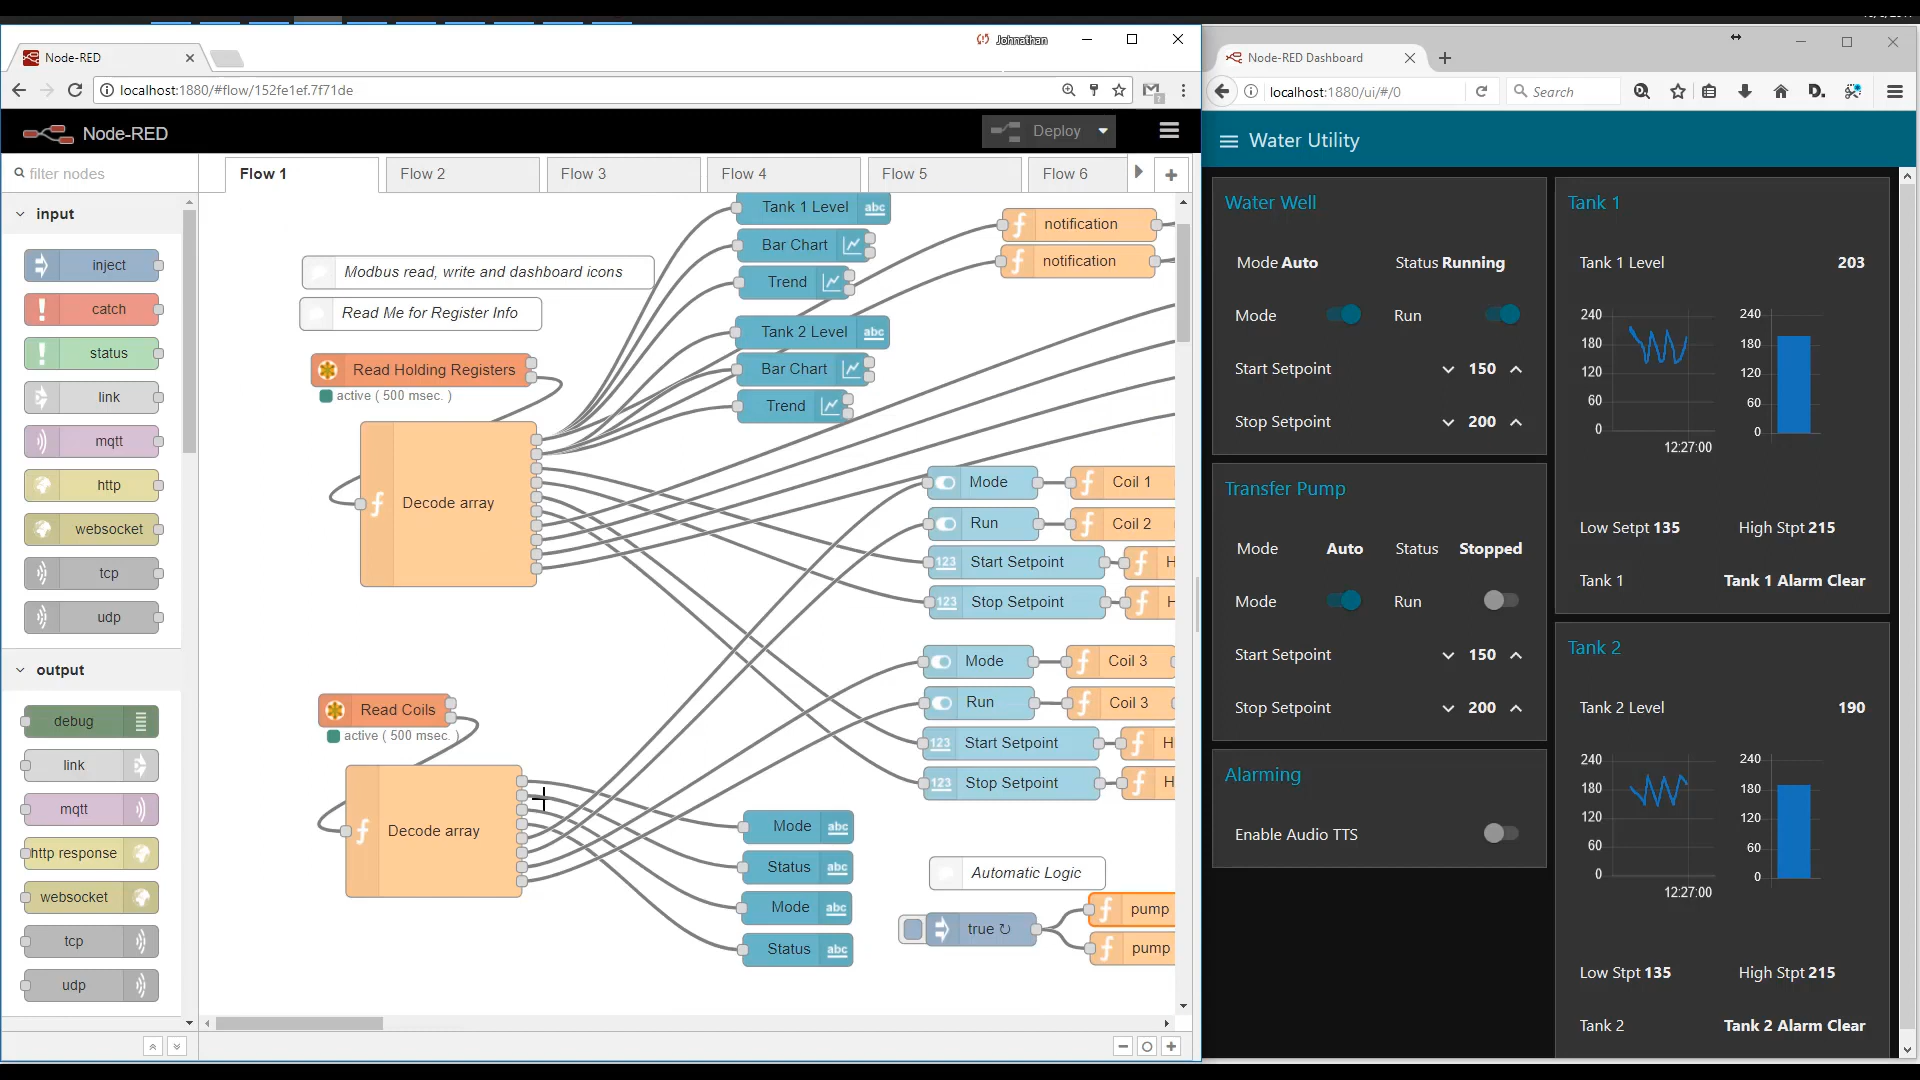 Node-RED
Johnathan
localhost:1880/#flow/152fe1ef.7f71de
Node-RED
Deploy
filter nodes
Flow 1
Flow 2
Flow 3
Flow 4
Flow 5
Flow 6
input
inject
catch
status
link
mqtt
http
websocket
tcp
udp
output
debug
link
mqtt
http response
websocket
tcp
udp
Modbus read, write and dashboard icons
Read Me for Register Info
Read Holding Registers
active ( 500 msec. )
Decode array
Read Coils
active ( 500 msec. )
Decode array
Tank 1 Level abc
Bar Chart
Trend
Tank 2 Level abc
Bar Chart
Trend
notification
notification
Mode
Coil 1
Run
Coil 2
123 Start Setpoint
H
123 Stop Setpoint
H
Mode
Coil 3
Run
Coil 3
123 Start Setpoint
H
123 Stop Setpoint
H
Mode abc
Status abc
Mode abc
Status abc
Automatic Logic
true ↻
pump
pump
Node-RED Dashboard
localhost:1880/ui/#/0
Search
Water Utility
Water Well
Mode Auto
Status Running
Mode
Run
Start Setpoint 150
Stop Setpoint 200
Transfer Pump
Mode Auto
Status Stopped
Mode
Run
Start Setpoint 150
Stop Setpoint 200
Alarming
Enable Audio TTS
Tank 1
Tank 1 Level 203
240
180
120
60
0
12:27:00
240
180
120
60
0
Low Setpt 135
High Stpt 215
Tank 1 Tank 1 Alarm Clear
Tank 2
Tank 2 Level 190
240
180
120
60
0
12:27:00
240
180
120
60
0
Low Stpt 135
High Stpt 215
Tank 2 Tank 2 Alarm Clear